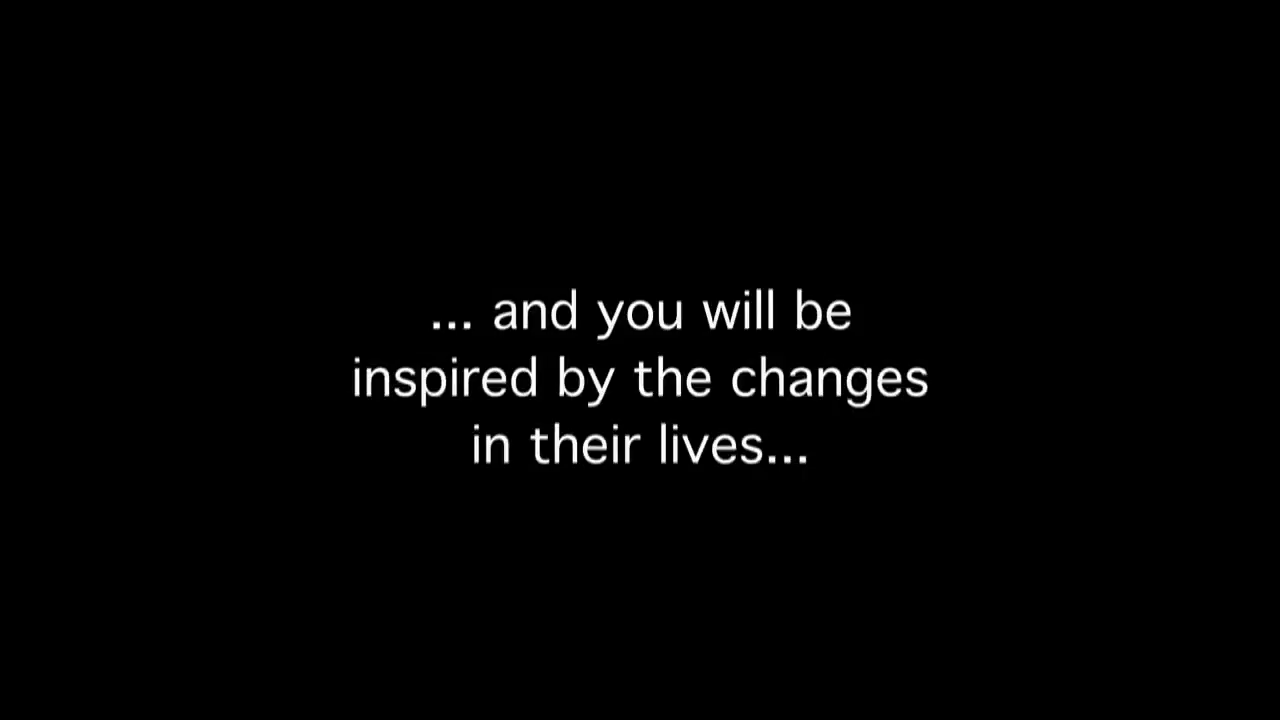 ... and you will be
inspired by the changes
in their lives...